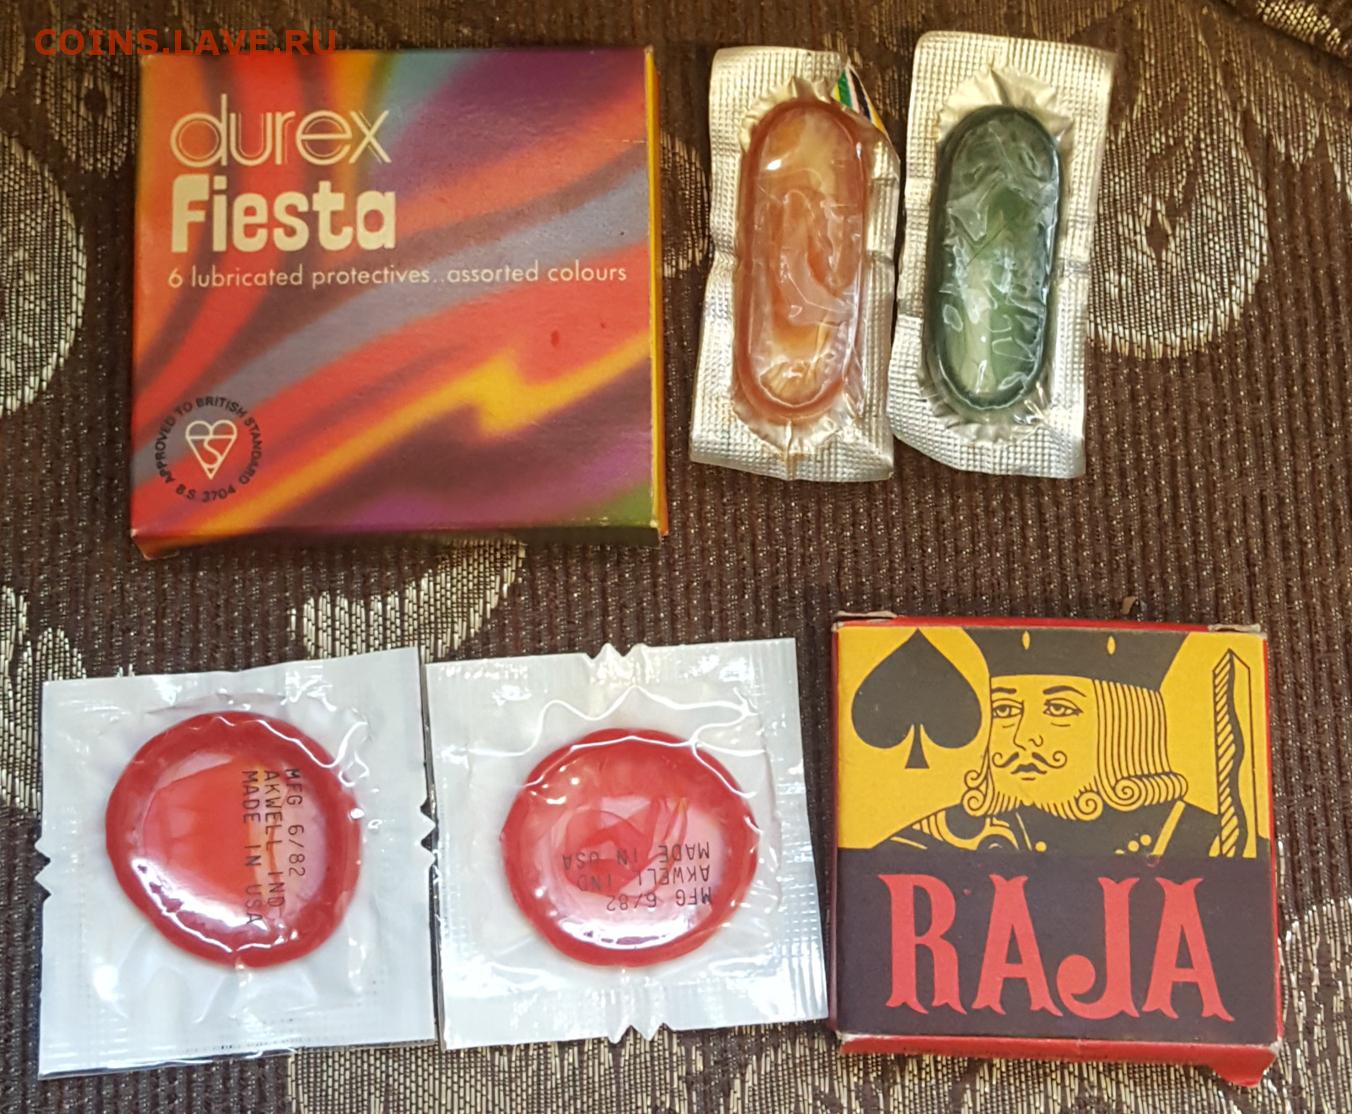 COINS.LAVE.RU
durex
Fiesta
6 lubricated protectives..assorted colours
APPROVED TO BRITISH STANDARD
B.S. 3704
MFG 6/82
AKWELL IND
MADE IN USA
MFG 6/82
AKWELL IND
MADE IN USA
RAJA